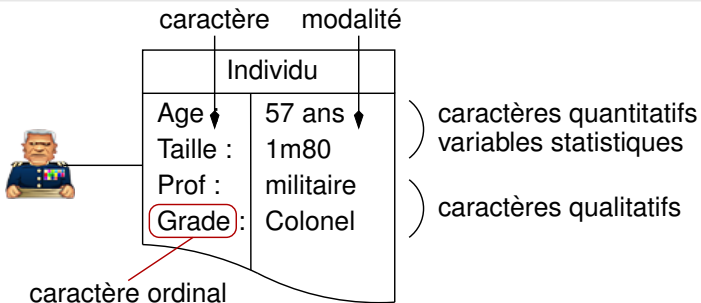 caractère modalité
Individu
Age : 57 ans
Taille : 1m80
Prof : militaire
Grade : Colonel
caractères quantitatifs
variables statistiques
caractères qualitatifs
caractère ordinal